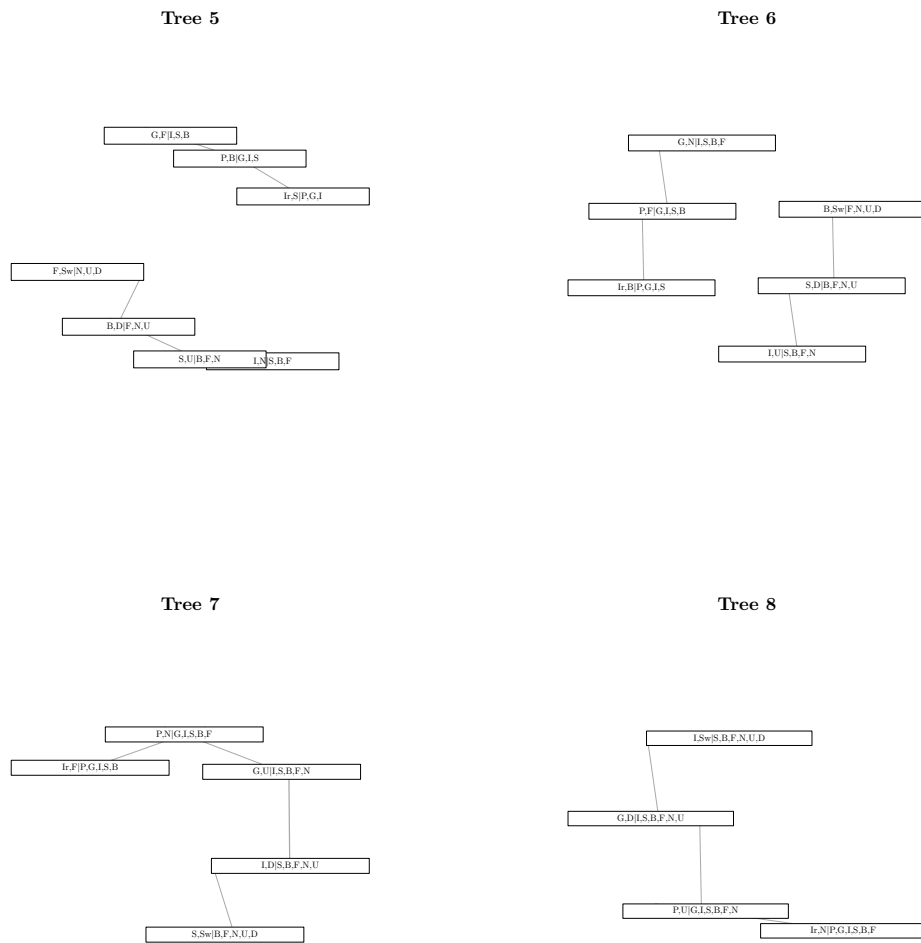 Tree 5
G,F|I,S,B
P,B|G,I,S
Ir,S|P,G,I
F,Sw|N,U,D
B,D|F,N,U
S,U|B,F,N
I,N|S,B,F
Tree 6
G,N|I,S,B,F
P,F|G,I,S,B
B,Sw|F,N,U,D
Ir,B|P,G,I,S
S,D|B,F,N,U
I,U|S,B,F,N
Tree 7
P,N|G,I,S,B,F
Ir,F|P,G,I,S,B
G,U|I,S,B,F,N
I,D|S,B,F,N,U
S,Sw|B,F,N,U,D
Tree 8
I,Sw|S,B,F,N,U,D
G,D|I,S,B,F,N,U
P,U|G,I,S,B,F,N
Ir,N|P,G,I,S,B,F